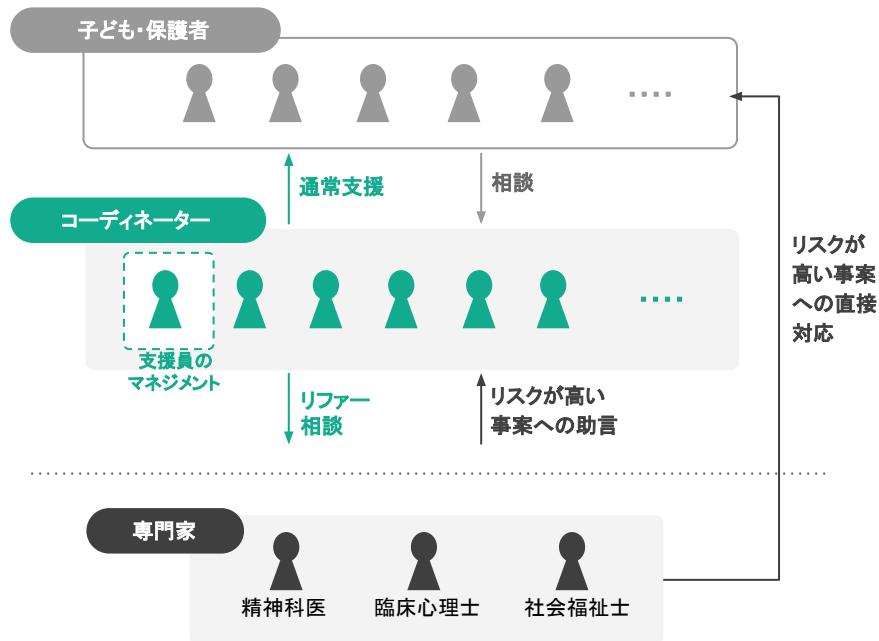 子ども・保護者
通常支援
相談
コーディネーター
支援員の
マネジメント
リスクが
高い事案
への直接
対応
リファー
相談
リスクが高い
事案への助言
専門家
精神科医
臨床心理士
社会福祉士